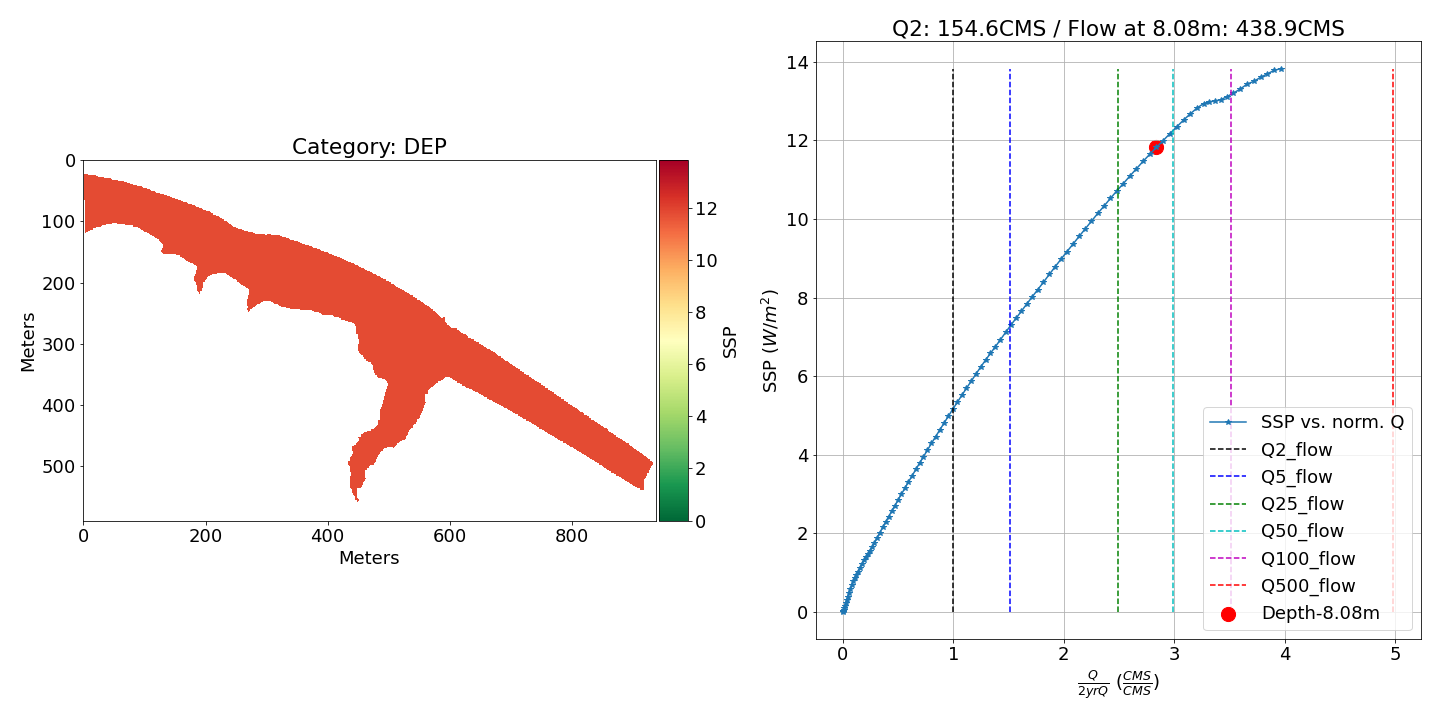 Category: DEP
0
100
200
300
400
500
Meters
0
200
400
600
800
Meters
12
10
8
6
4
2
0
SSP
Q2: 154.6CMS / Flow at 8.08m: 438.9CMS
14
12
10
8
6
4
2
0
SSP (W/m²)
0
1
2
3
4
5
Q/2yrQ (CMS/CMS)
SSP vs. norm. Q
Q2_flow
Q5_flow
Q25_flow
Q50_flow
Q100_flow
Q500_flow
Depth-8.08m